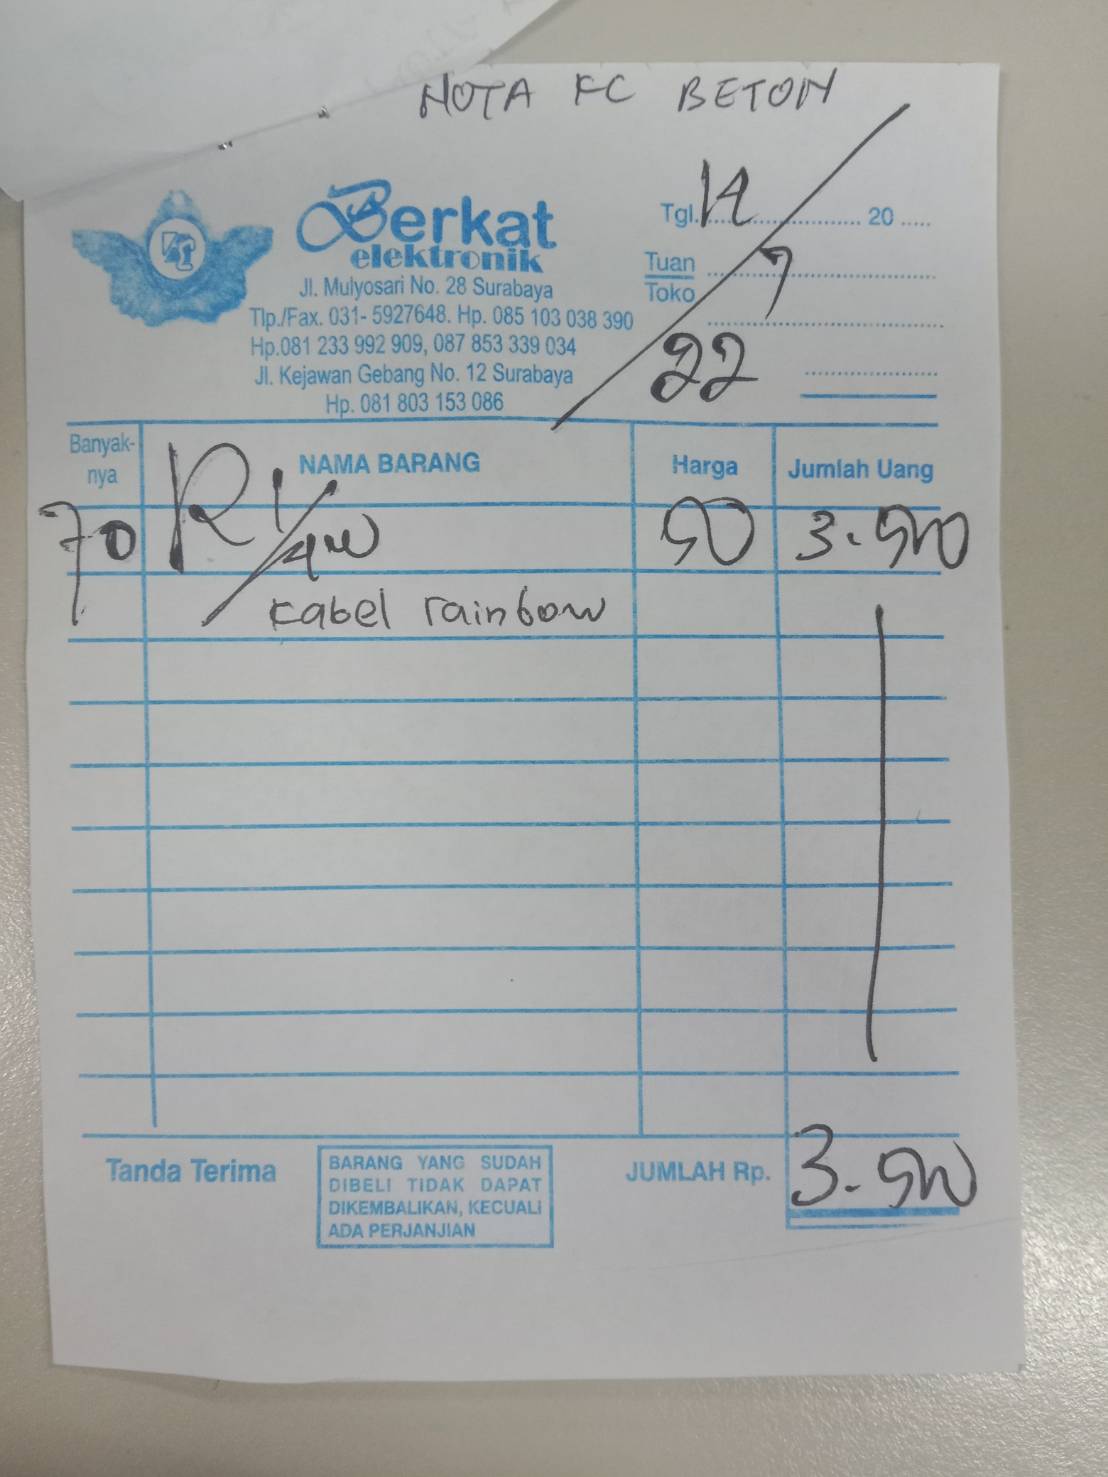 NOTA FC BETON
Berkat
elektronik
Jl. Mulyosari No. 28 Surabaya
Tlp./Fax. 031- 5927648. Hp. 085 103 038 390
Hp.081 233 992 909, 087 853 339 034
Jl. Kejawan Gebang No. 12 Surabaya
Hp. 081 803 153 086
Tgl. 14 20
Tuan 7
Toko
22
Banyak-
nya NAMA BARANG Harga Jumlah Uang
70 R 1/4W 50 3.500
kabel rainbow
Tanda Terima
BARANG YANG SUDAH
DIBELI TIDAK DAPAT
DIKEMBALIKAN, KECUALI
ADA PERJANJIAN
JUMLAH Rp. 3.500